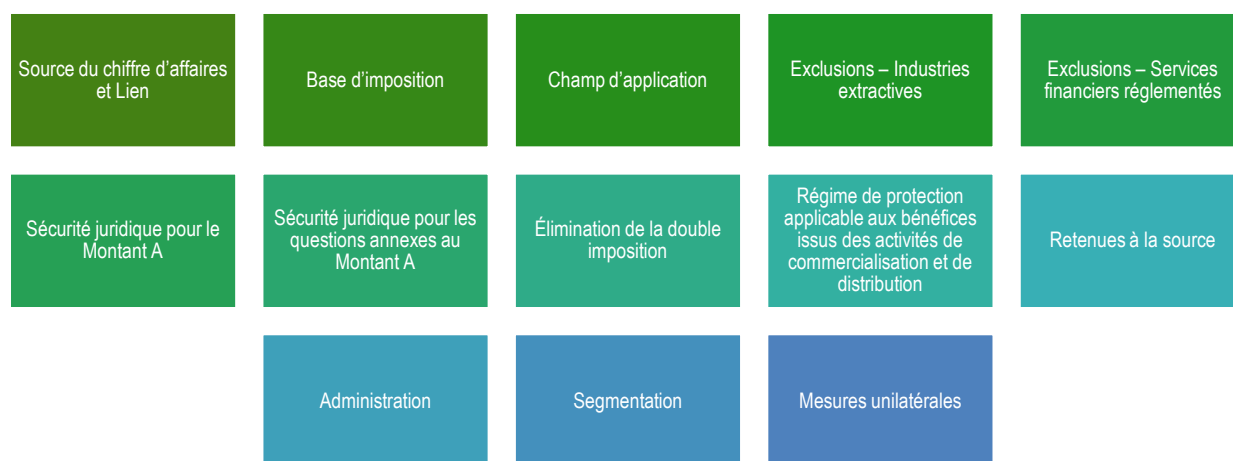 Source du chiffre d’affaires
et Lien
Base d’imposition
Champ d’application
Exclusions – Industries
extractives
Exclusions – Services
financiers réglementés
Sécurité juridique pour le
Montant A
Sécurité juridique pour les
questions annexes au
Montant A
Élimination de la double
imposition
Régime de protection
applicable aux bénéfices
issus des activités de
commercialisation et de
distribution
Retenues à la source
Administration
Segmentation
Mesures unilatérales